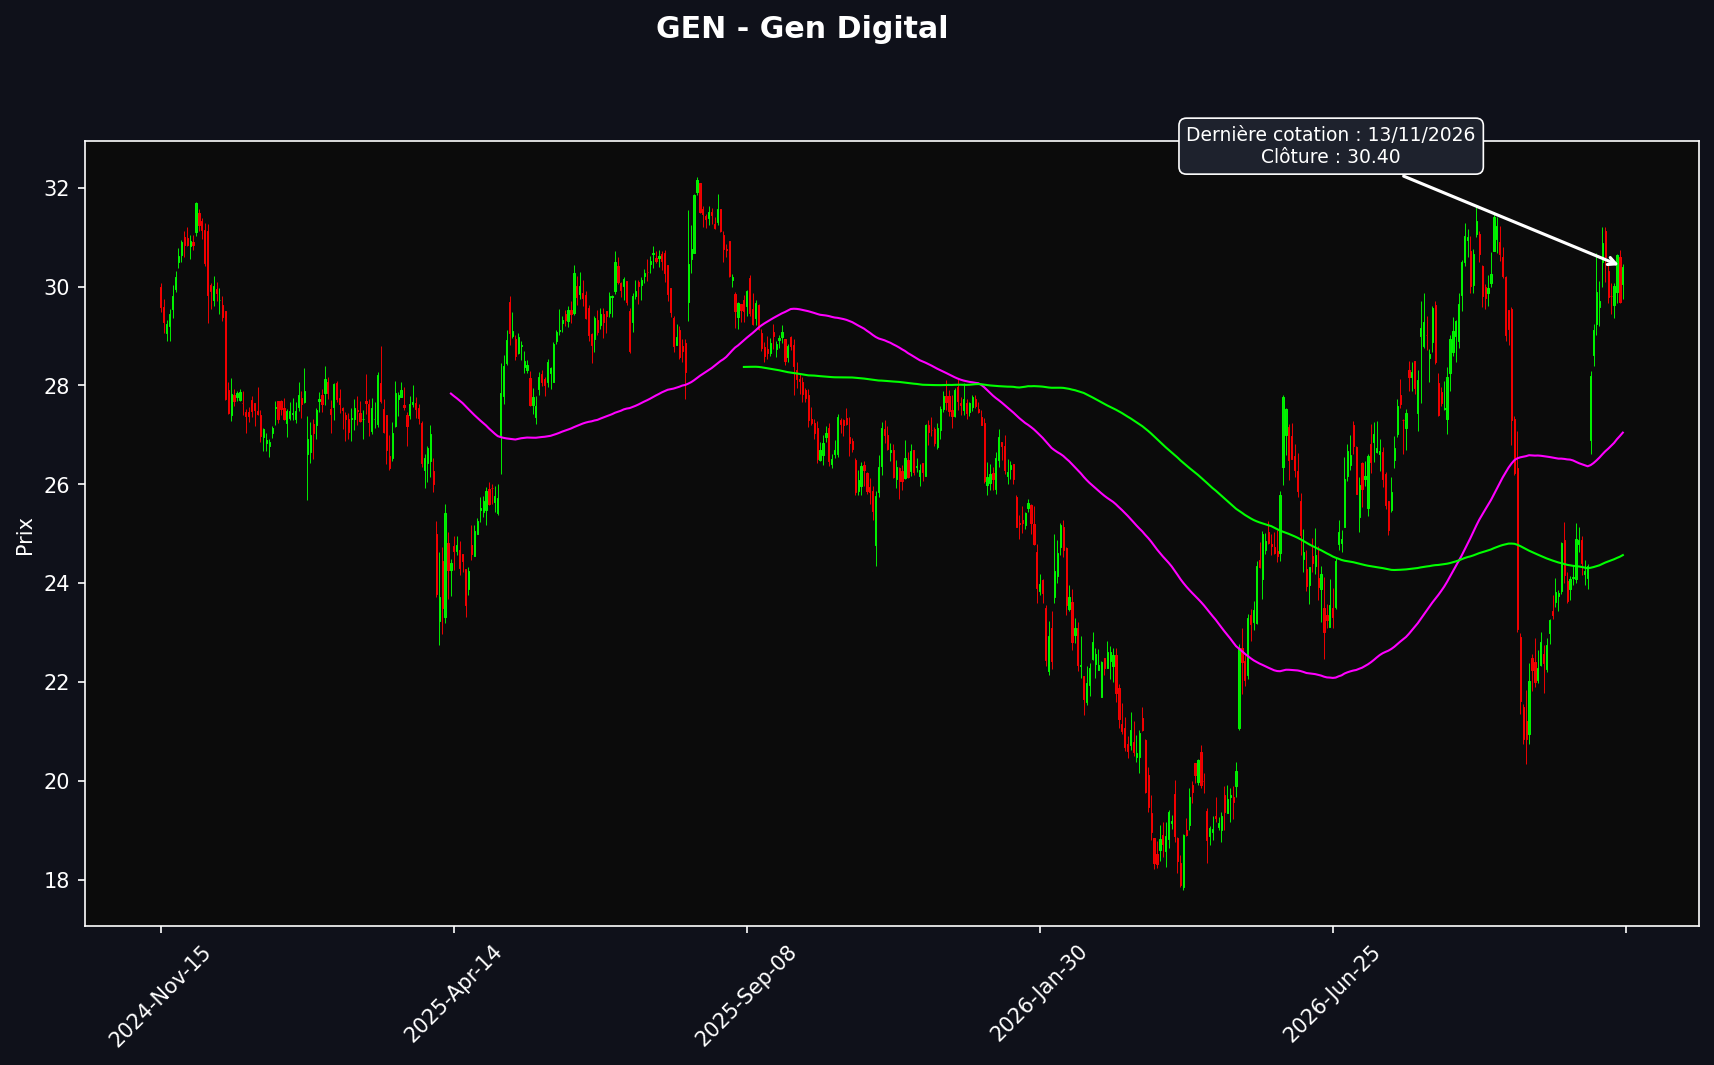 GEN - Gen Digital
Dernière cotation : 13/11/2026
Clôture : 30.40
Prix
32
30
28
26
24
22
20
18
2024-Nov-15
2025-Apr-14
2025-Sep-08
2026-Jan-30
2026-Jun-25